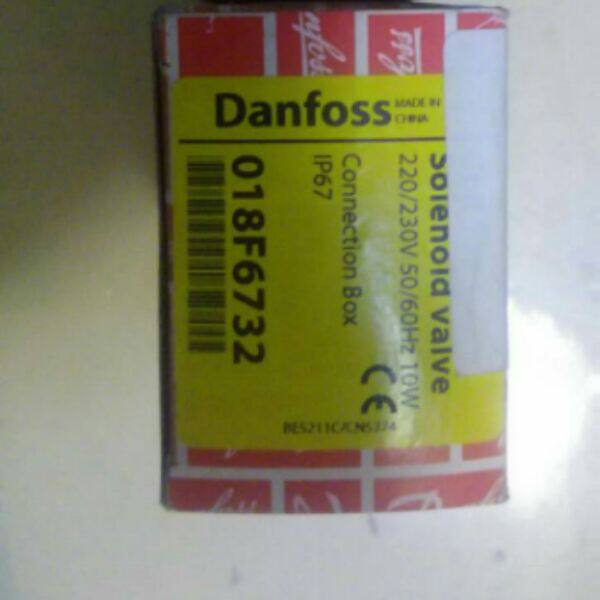 Danfoss
MADE IN
CHINA
Solenoid valve
220/230V 50/60Hz 10W
Connection Box
IP67
018F6732
CE
BE5211C/CN5374